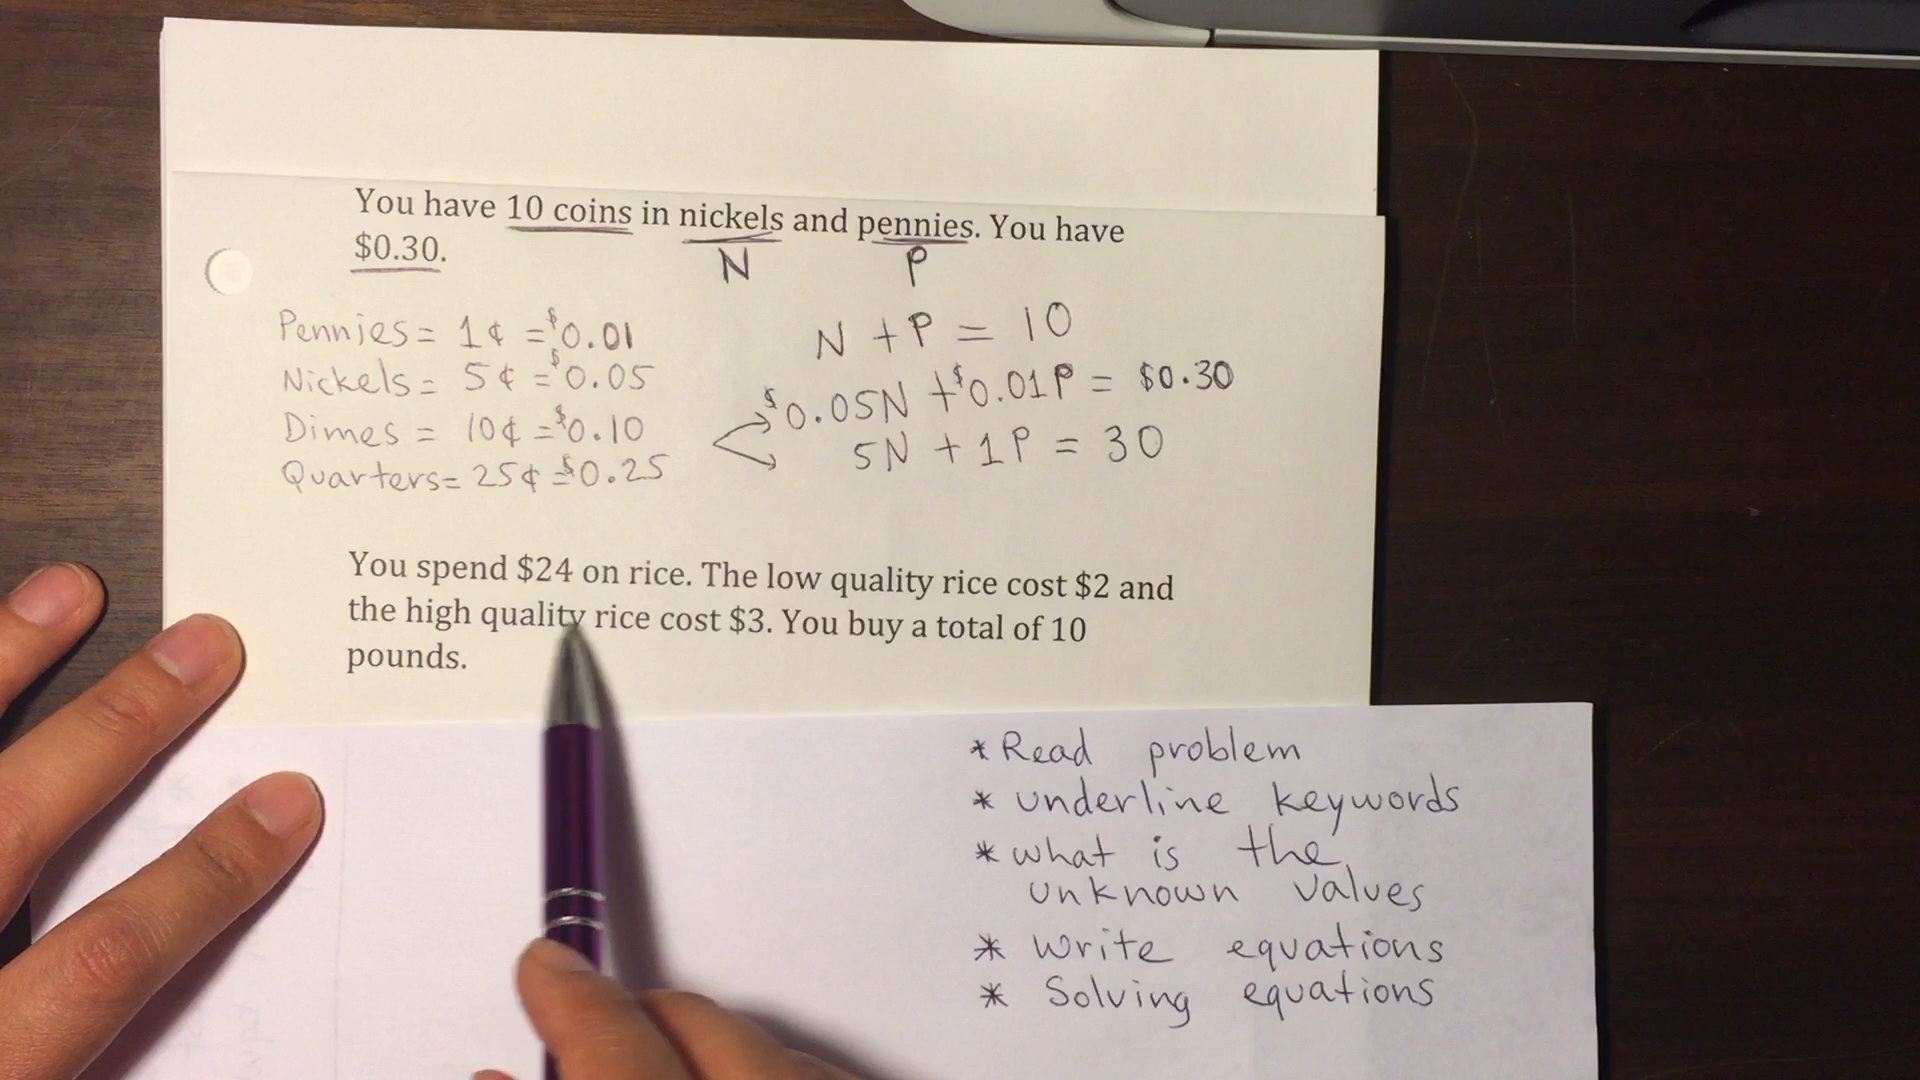 You have 10 coins in nickels and pennies. You have
$0.30.
N P
Pennies = 1¢ = $0.01
Nickels = 5¢ = $0.05
Dimes = 10¢ = $0.10
Quarters = 25¢ = $0.25
N + P = 10
$0.05N + $0.01P = $0.30
5N + 1P = 30
You spend $24 on rice. The low quality rice cost $2 and
the high quality rice cost $3. You buy a total of 10
pounds.
* Read problem
* underline keywords
* what is the
unknown values
* Write equations
* Solving equations